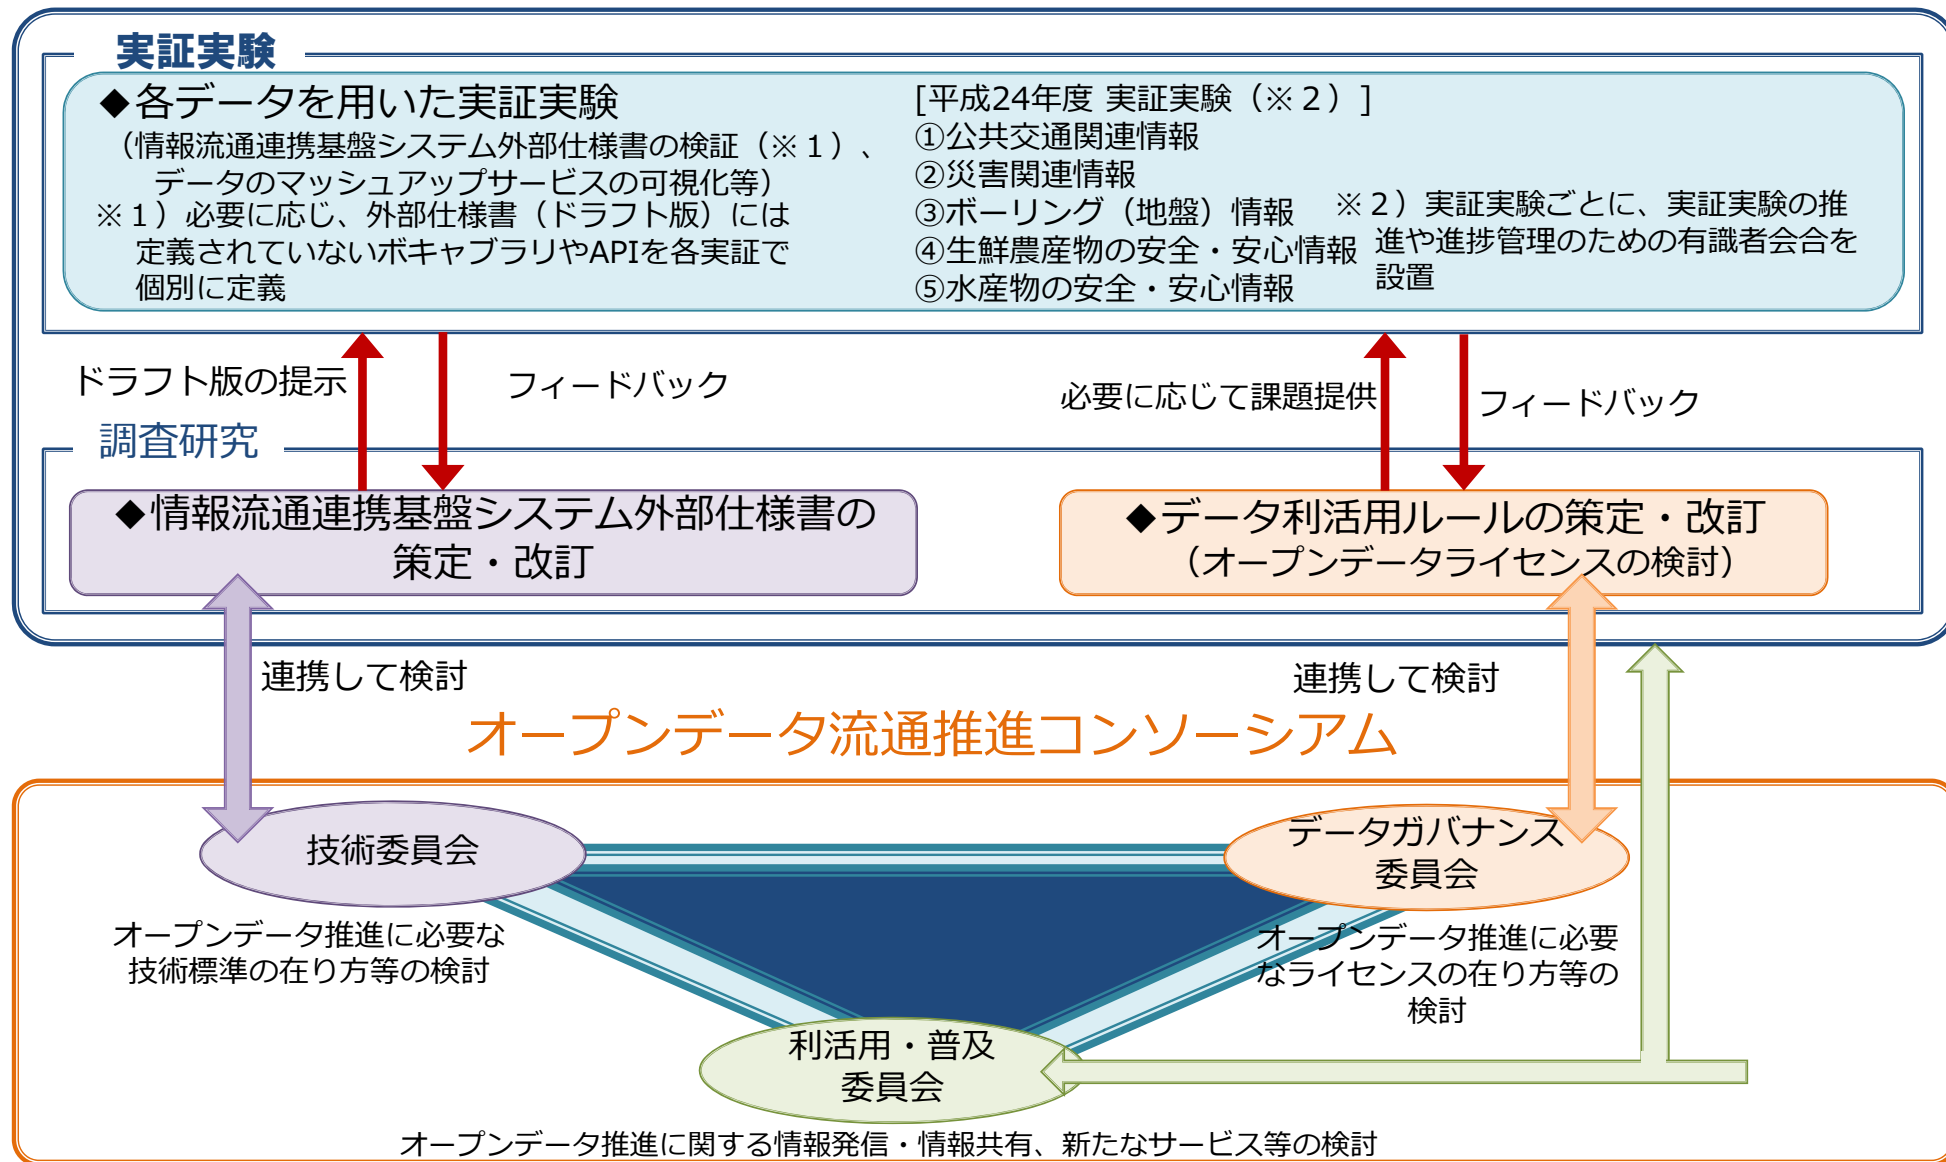 実証実験
◆各データを用いた実証実験
（情報流通連携基盤システム外部仕様書の検証（※１）、
データのマッシュアップサービスの可視化等）
※１）必要に応じ、外部仕様書（ドラフト版）には
定義されていないボキャブラリやAPIを各実証で
個別に定義
[平成24年度 実証実験（※２）]
①公共交通関連情報
②災害関連情報
③ボーリング（地盤）情報
④生鮮農産物の安全・安心情報
⑤水産物の安全・安心情報
※２）実証実験ごとに、実証実験の推
進や進捗管理のための有識者会合を
設置
ドラフト版の提示
フィードバック
必要に応じて課題提供
フィードバック
調査研究
◆情報流通連携基盤システム外部仕様書の
策定・改訂
◆データ利活用ルールの策定・改訂
（オープンデータライセンスの検討）
連携して検討
連携して検討
オープンデータ流通推進コンソーシアム
技術委員会
データガバナンス
委員会
オープンデータ推進に必要な
技術標準の在り方等の検討
オープンデータ推進に必要
なライセンスの在り方等の
検討
利活用・普及
委員会
オープンデータ推進に関する情報発信・情報共有、新たなサービス等の検討